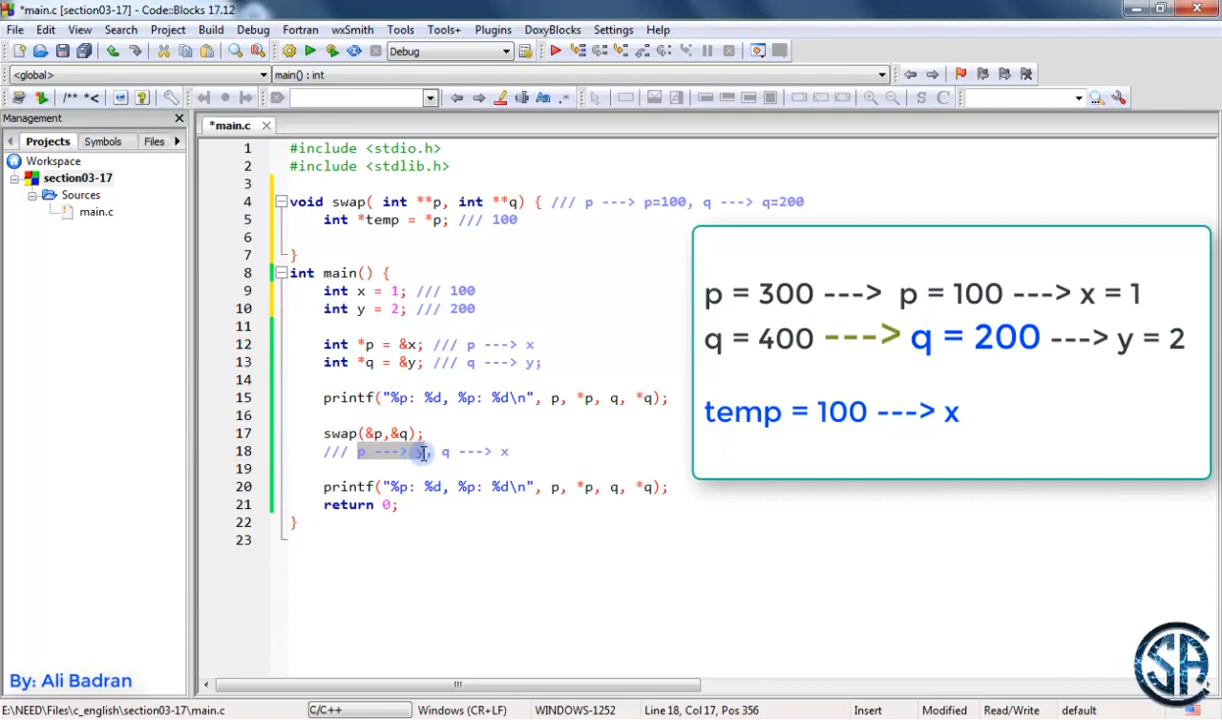 *main.c [section03-17] - Code::Blocks 17.12
File Edit View Search Project Build Debug Fortran wxSmith Tools Tools+ Plugins DoxyBlocks Settings Help
Debug
<global> main() : int
/** *<
S C
Management
Projects Symbols Files
*main.c
Workspace
section03-17
Sources
main.c
1 #include <stdio.h>
2 #include <stdlib.h>
3
4 void swap( int **p, int **q) { /// p ---> p=100, q ---> q=200
5 int *temp = *p; /// 100
6
7 }
8 int main() {
9 int x = 1; /// 100
10 int y = 2; /// 200
11
12 int *p = &x; /// p ---> x
13 int *q = &y; /// q ---> y;
14
15 printf("%p: %d, %p: %d\n", p, *p, q, *q);
16
17 swap(&p,&q);
18 /// p ---> y, q ---> x
19
20 printf("%p: %d, %p: %d\n", p, *p, q, *q);
21 return 0;
22 }
23
p = 300 ---> p = 100 ---> x = 1
q = 400 ---> q = 200 ---> y = 2
temp = 100 ---> x
By: Ali Badran
E:\NEED\Files\c_english\section03-17\main.c C/C++ Windows (CR+LF) WINDOWS-1252 Line 18, Col 17, Pos 356 Insert Modified Read/Write default